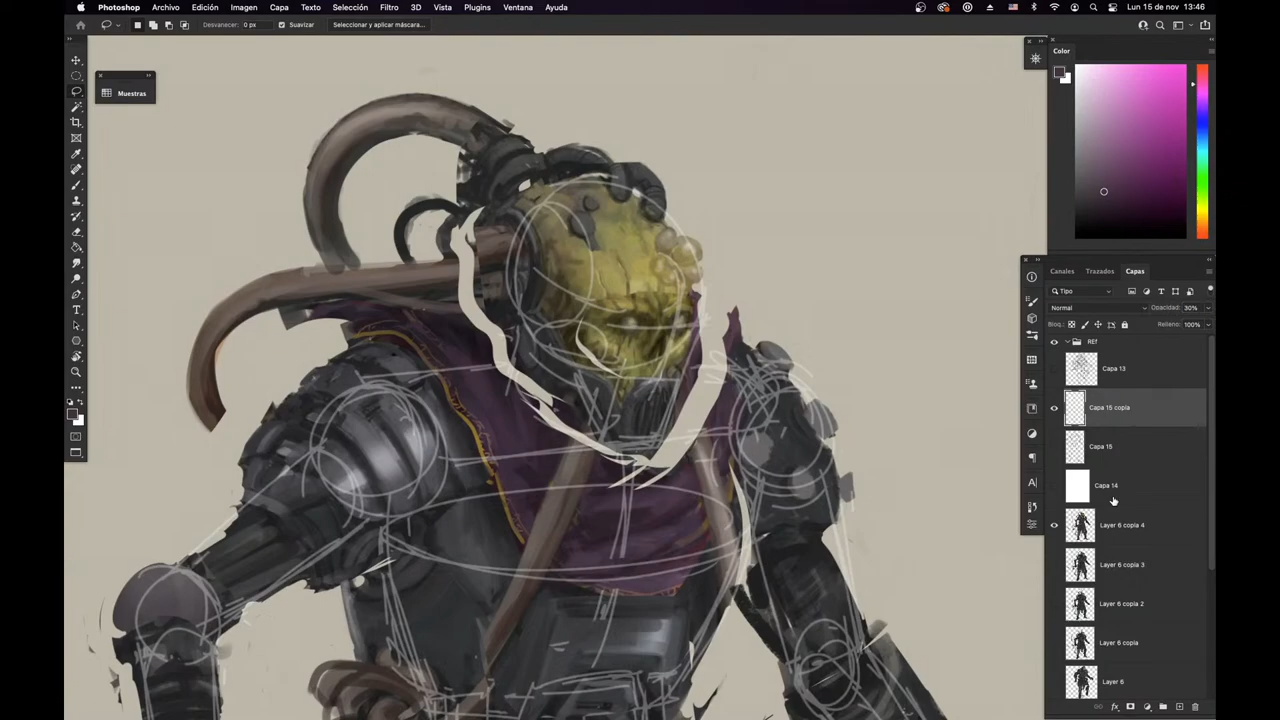 Photoshop Archivo Edición Imagen Capa Texto Selección Filtro 3D Vista Plugins Ventana Ayuda Lun 15 de nov 13:46
Desvanecer: 0 px Suavizar Seleccionar y aplicar máscara...
Color
Muestras
Canales Trazados Capas
Tipo
Normal Opacidad: 30%
Bloq.: Relleno: 100%
REf
Capa 13
Capa 15 copia
Capa 15
Capa 14
Layer 6 copia 4
Layer 6 copia 3
Layer 6 copia 2
Layer 6 copia
Layer 6